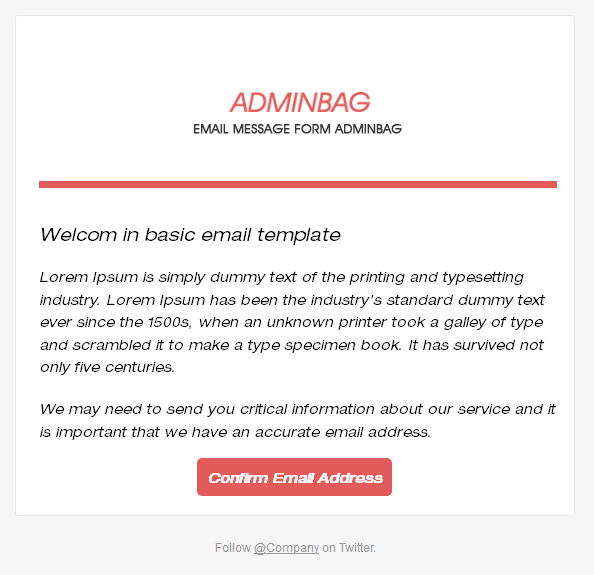 ADMINBAG
EMAIL MESSAGE FORM ADMINBAG
Welcom in basic email template
Lorem Ipsum is simply dummy text of the printing and typesetting
industry. Lorem Ipsum has been the industry's standard dummy text
ever since the 1500s, when an unknown printer took a galley of type
and scrambled it to make a type specimen book. It has survived not
only five centuries.
We may need to send you critical information about our service and it
is important that we have an accurate email address.
Confirm Email Address
Follow @Company on Twitter.